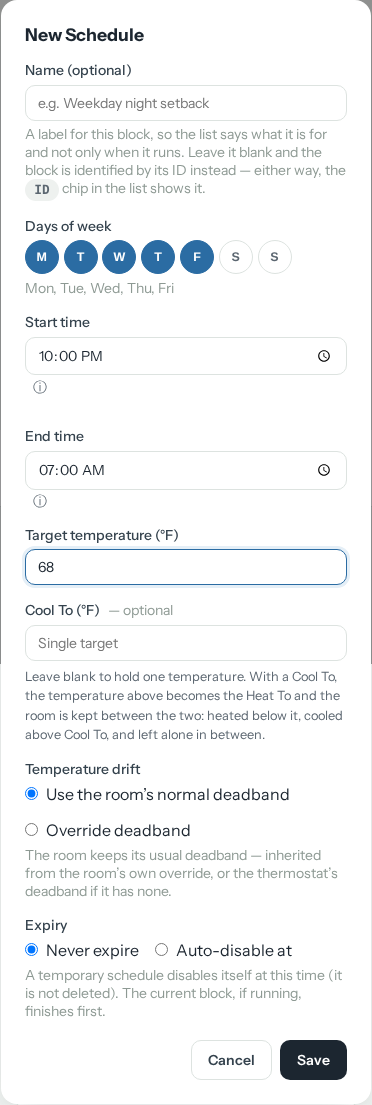 New Schedule
Name (optional)
e.g. Weekday night setback
A label for this block, so the list says what it is for
and not only when it runs. Leave it blank and the
block is identified by its ID instead — either way, the
ID chip in the list shows it.
Days of week
M T W T F S S
Mon, Tue, Wed, Thu, Fri
Start time
10:00 PM
ⓘ
End time
07:00 AM
ⓘ
Target temperature (°F)
68
Cool To (°F) — optional
Single target
Leave blank to hold one temperature. With a Cool To,
the temperature above becomes the Heat To and the
room is kept between the two: heated below it, cooled
above Cool To, and left alone in between.
Temperature drift
Use the room's normal deadband
Override deadband
The room keeps its usual deadband — inherited
from the room's own override, or the thermostat's
deadband if it has none.
Expiry
Never expire Auto-disable at
A temporary schedule disables itself at this time (it
is not deleted). The current block, if running,
finishes first.
Cancel Save